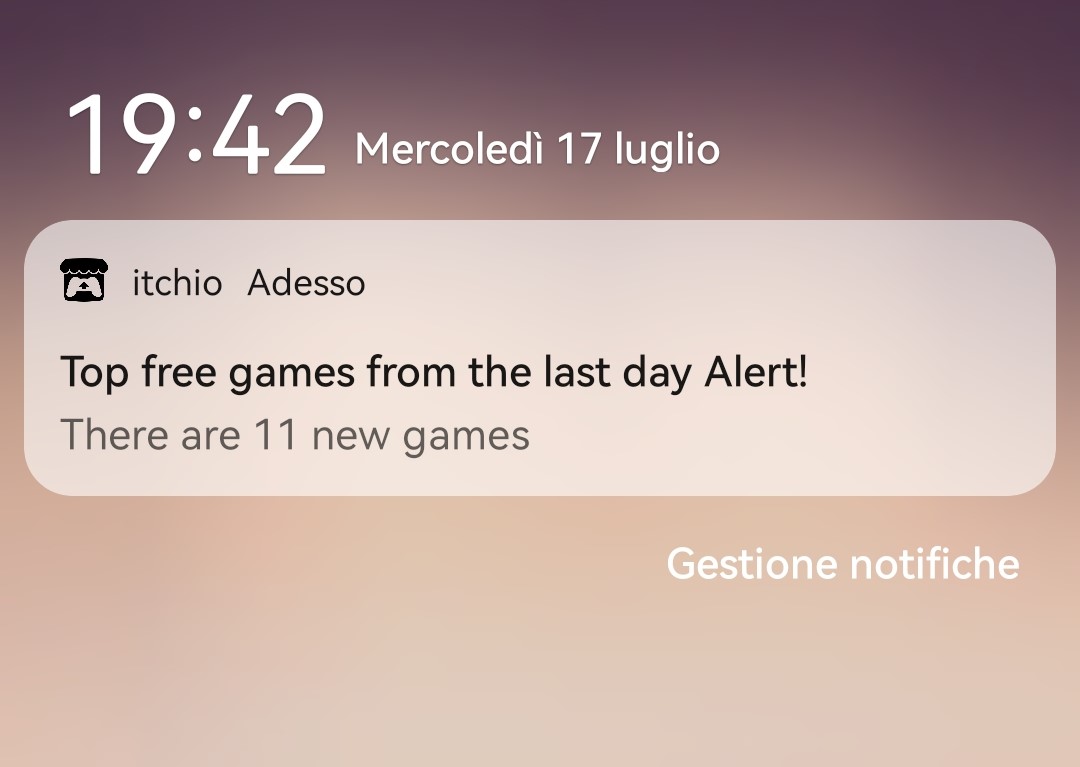 19:42 Mercoledì 17 luglio
itchio Adesso
Top free games from the last day Alert!
There are 11 new games
Gestione notifiche